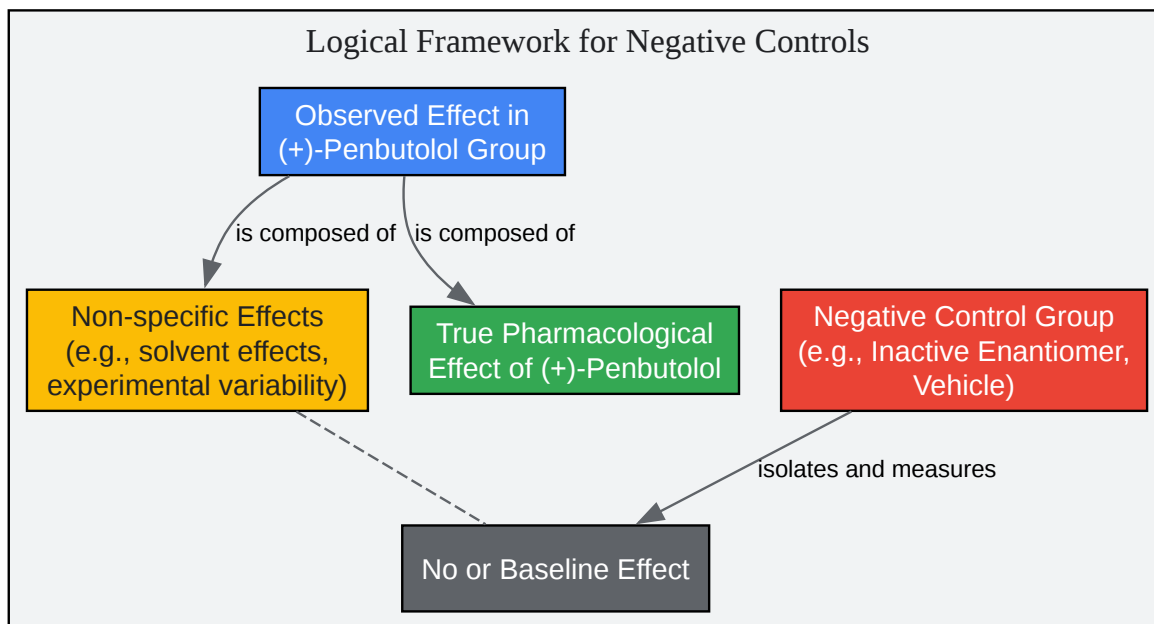 Logical Framework for Negative Controls
Observed Effect in
(+)-Penbutolol Group
is composed of
is composed of
Non-specific Effects
(e.g., solvent effects,
experimental variability)
True Pharmacological
Effect of (+)-Penbutolol
Negative Control Group
(e.g., Inactive Enantiomer,
Vehicle)
isolates and measures
No or Baseline Effect